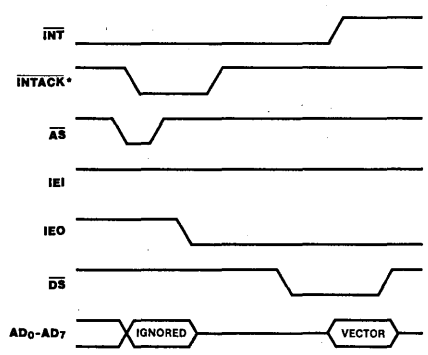 INT
INTACK*
AS
IEI
IEO
DS
AD0-AD7 IGNORED VECTOR